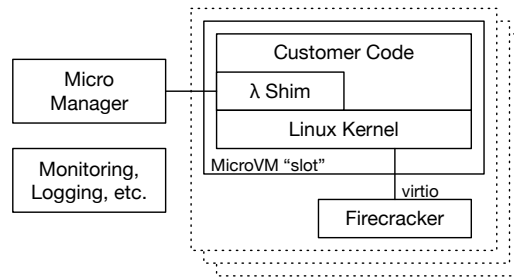 Micro
Manager
Monitoring,
Logging, etc.
Customer Code
λ Shim
Linux Kernel
MicroVM “slot”
virtio
Firecracker